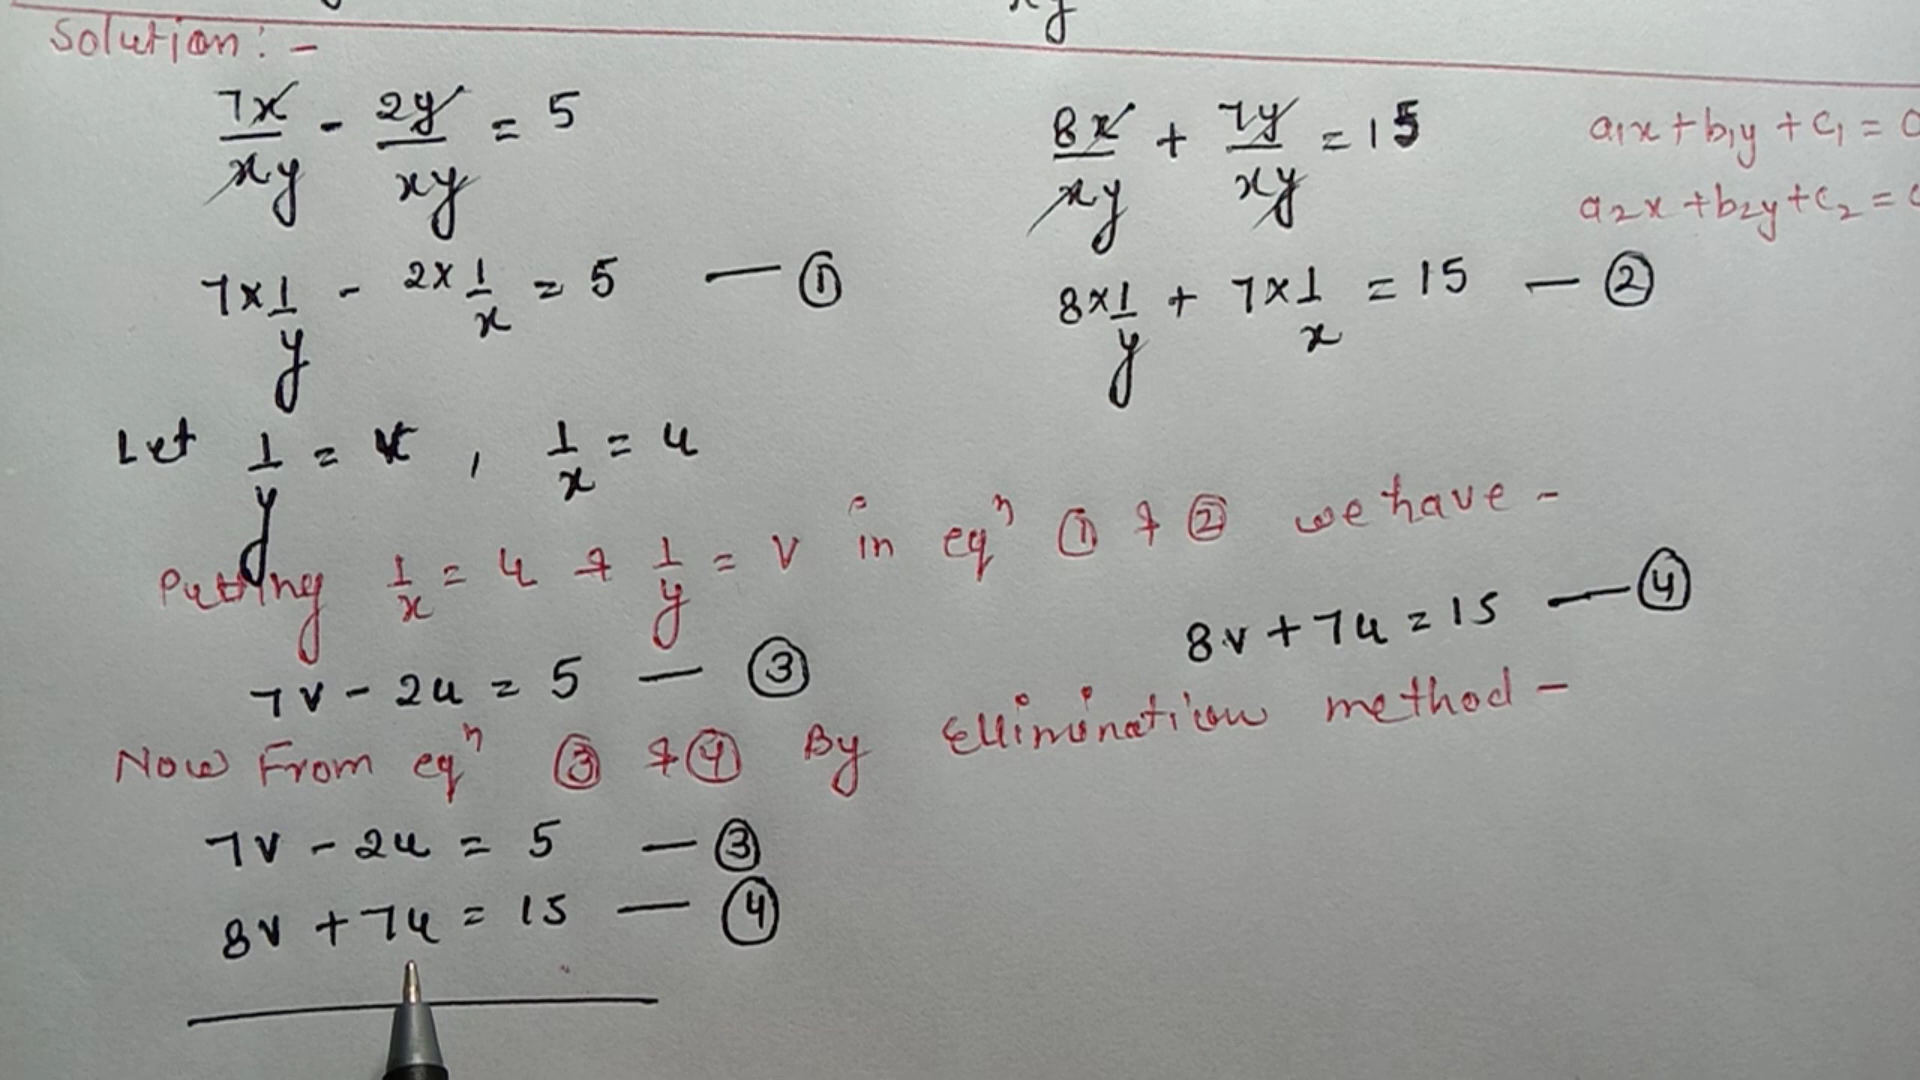 xy
Solution: -
7x/xy - 2y/xy = 5
8x/xy + 7y/xy = 15
a₁x + b₁y + c₁ = 0
a₂x + b₂y + c₂ =
7×1/y - 2×1/x = 5 — ①
8×1/y + 7×1/x = 15 — ②
Let 1/y = v, 1/x = u
Putting 1/x = u & 1/y = v in eqⁿ ① & ② we have -
7v - 2u = 5 — ③
8v + 7u = 15 — ④
Now From eqⁿ ③ & ④ By Ellimination method -
7v - 2u = 5 — ③
8v + 7u = 15 — ④